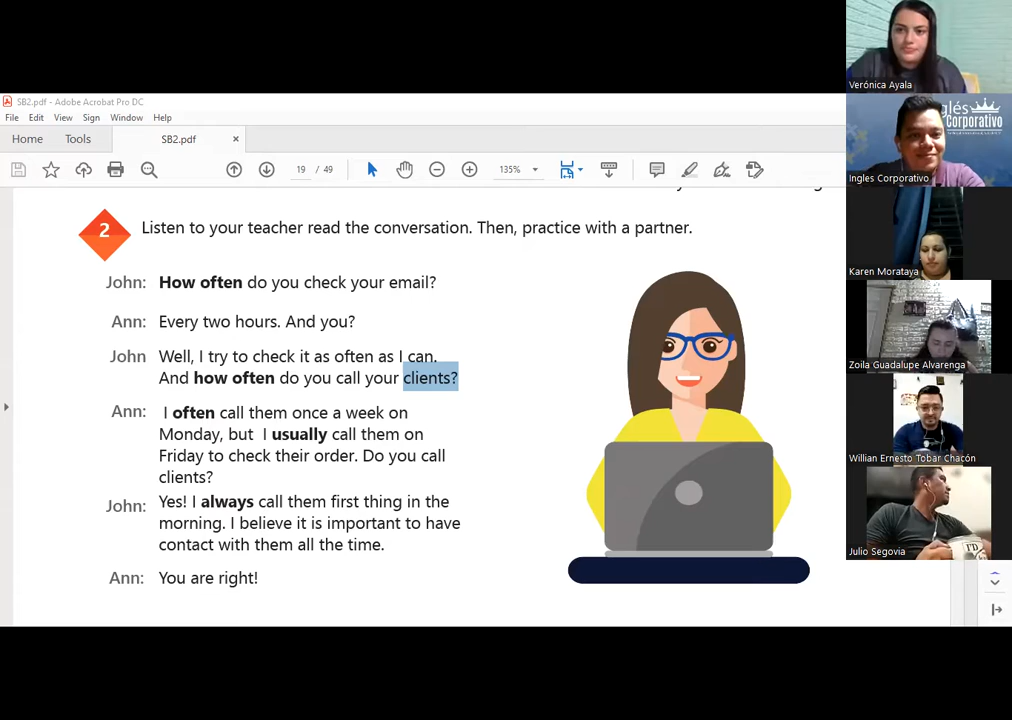 Verónica Ayala
SB2.pdf - Adobe Acrobat Pro DC
File Edit View Sign Window Help
Home Tools SB2.pdf ×
19 / 49 135%
Inglés Corporativo
Ingles Corporativo
Karen Morataya
Zoila Guadalupe Alvarenga
Willian Ernesto Tobar Chacón
Julio Segovia
I'D
2 Listen to your teacher read the conversation. Then, practice with a partner.
John: How often do you check your email?
Ann: Every two hours. And you?
John Well, I try to check it as often as I can.
And how often do you call your clients?
Ann: I often call them once a week on
Monday, but I usually call them on
Friday to check their order. Do you call
clients?
John: Yes! I always call them first thing in the
morning. I believe it is important to have
contact with them all the time.
Ann: You are right!